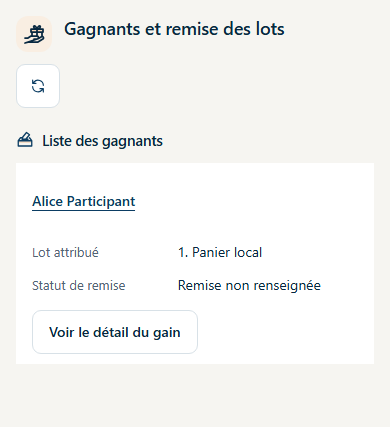 Gagnants et remise des lots
Liste des gagnants
Alice Participant
Lot attribué 1. Panier local
Statut de remise Remise non renseignée
Voir le détail du gain